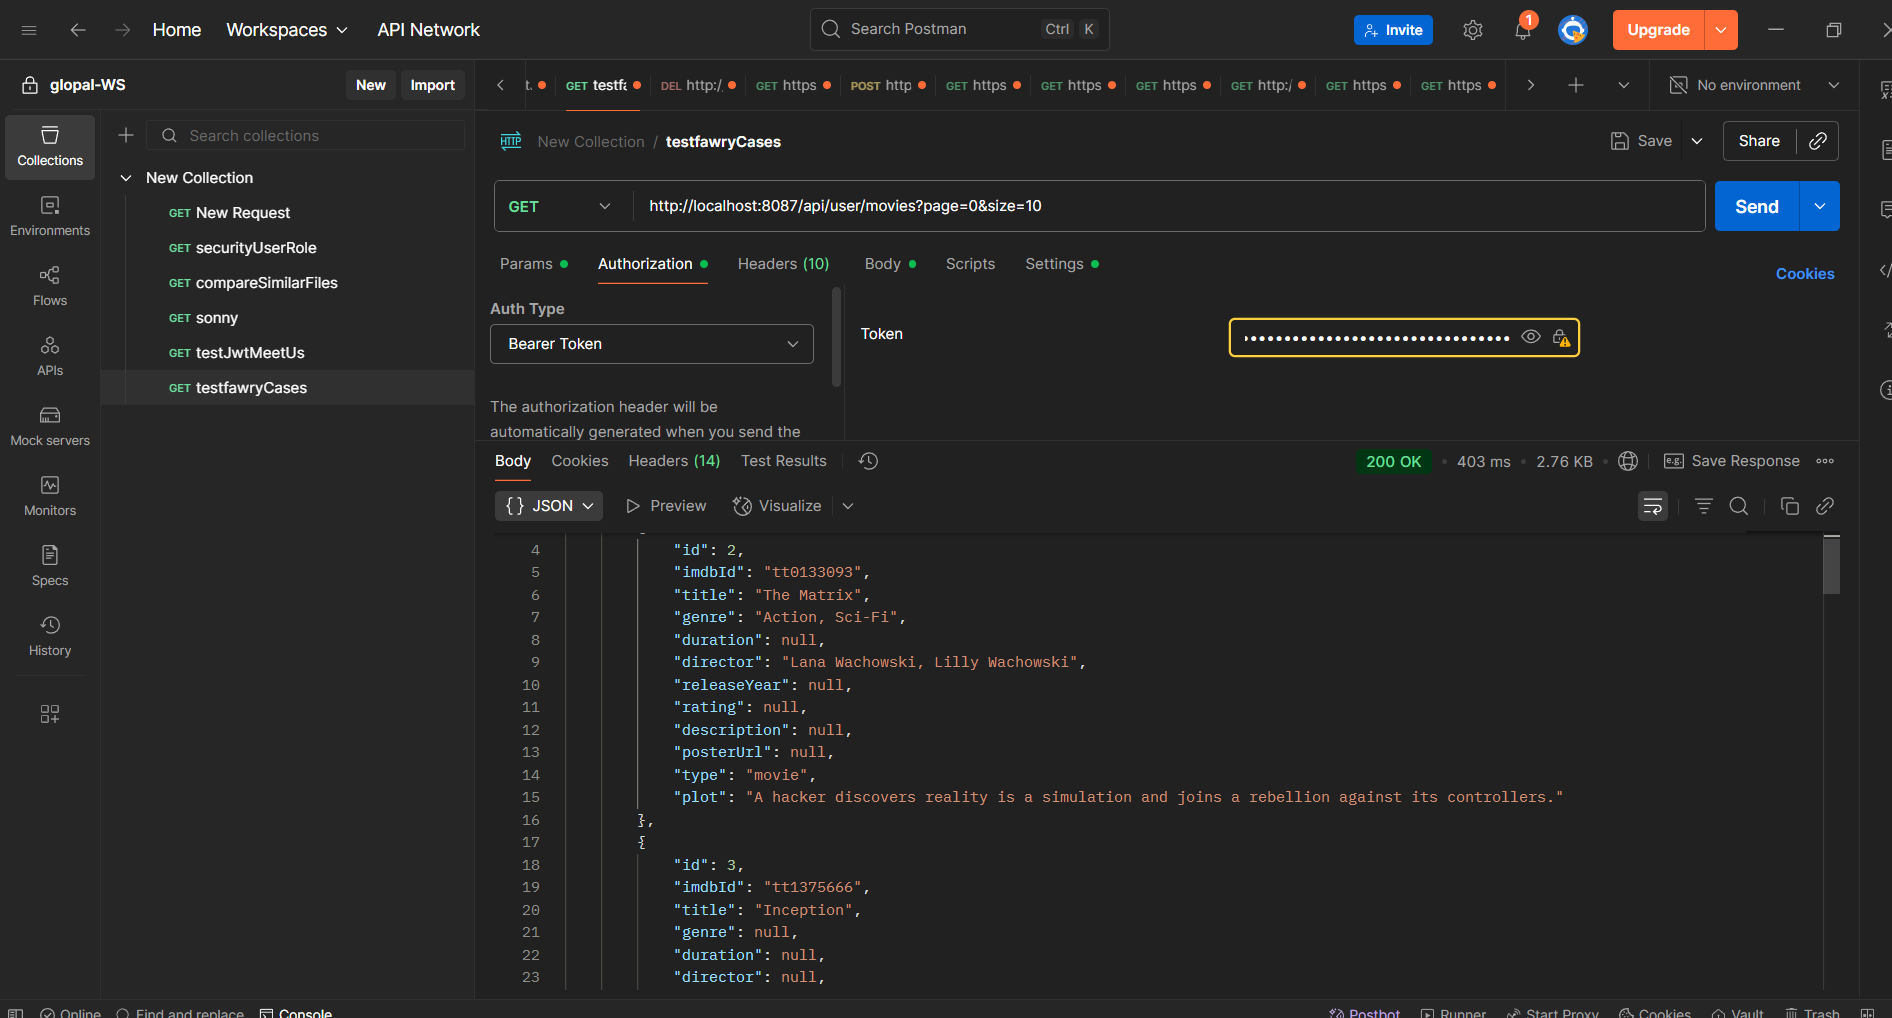 Home Workspaces API Network
Search Postman Ctrl K
Invite 1 Upgrade
glopal-WS New Import
t. GET testfa DEL http:/, GET https POST http GET https GET https GET https GET http:/ GET https GET https
No environment
Collections
Environments
Flows
APIs
Mock servers
Monitors
Specs
History
Search collections
New Collection
GET New Request
GET securityUserRole
GET compareSimilarFiles
GET sonny
GET testJwtMeetUs
GET testfawryCases
HTTP New Collection / testfawryCases
Save Share
GET http://localhost:8087/api/user/movies?page=0&size=10 Send
Params Authorization Headers (10) Body Scripts Settings
Cookies
Auth Type
Bearer Token
The authorization header will be
automatically generated when you send the
Token
Body Cookies Headers (14) Test Results
200 OK 403 ms 2.76 KB e.g. Save Response
{} JSON Preview Visualize
4 "id": 2,
5 "imdbId": "tt0133093",
6 "title": "The Matrix",
7 "genre": "Action, Sci-Fi",
8 "duration": null,
9 "director": "Lana Wachowski, Lilly Wachowski",
10 "releaseYear": null,
11 "rating": null,
12 "description": null,
13 "posterUrl": null,
14 "type": "movie",
15 "plot": "A hacker discovers reality is a simulation and joins a rebellion against its controllers."
16 },
17 {
18 "id": 3,
19 "imdbId": "tt1375666",
20 "title": "Inception",
21 "genre": null,
22 "duration": null,
23 "director": null,
Online Find and replace Console
Postbot Runner Start Proxy Cookies Vault Trash